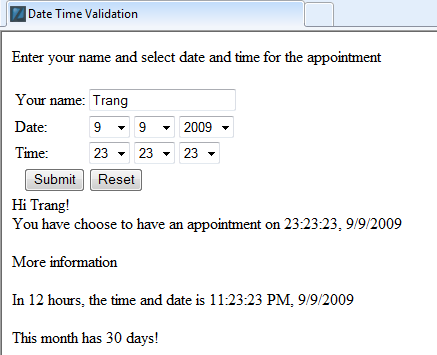 Date Time Validation
Enter your name and select date and time for the appointment
Your name: Trang
Date: 9 9 2009
Time: 23 23 23
Submit Reset
Hi Trang!
You have choose to have an appointment on 23:23:23, 9/9/2009
More information
In 12 hours, the time and date is 11:23:23 PM, 9/9/2009
This month has 30 days!